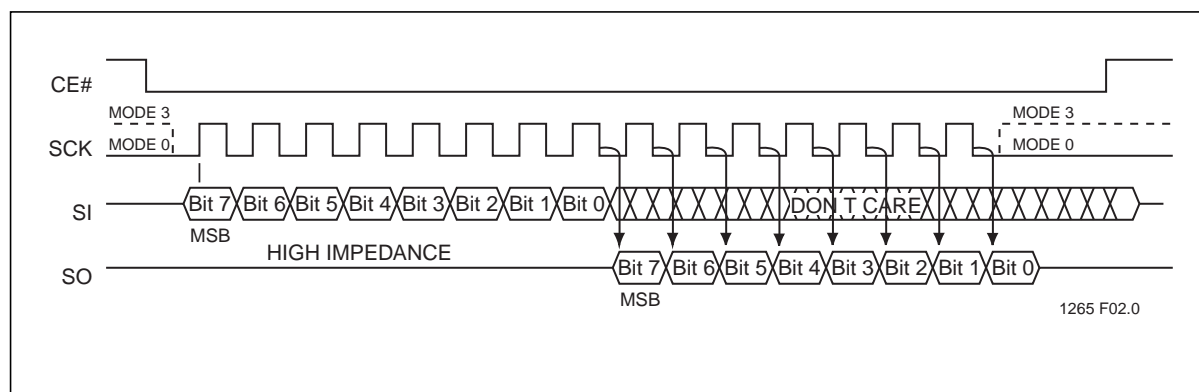 CE#
MODE 3
MODE 3
SCK
MODE 0
MODE 0
SI
Bit 7 Bit 6 Bit 5 Bit 4 Bit 3 Bit 2 Bit 1 Bit 0
DON T CARE
MSB
HIGH IMPEDANCE
SO
Bit 7 Bit 6 Bit 5 Bit 4 Bit 3 Bit 2 Bit 1 Bit 0
MSB
1265 F02.0